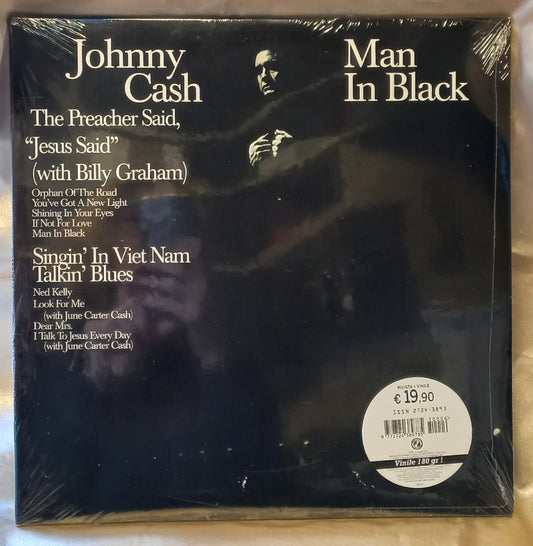 Johnny
Cash
Man
In Black
The Preacher Said,
“Jesus Said”
(with Billy Graham)
Orphan Of The Road
You've Got A New Light
Shining In Your Eyes
If Not For Love
Man In Black
Singin’ In Viet Nam
Talkin’ Blues
Ned Kelly
Look For Me
(with June Carter Cash)
Dear Mrs.
I Talk To Jesus Every Day
(with June Carter Cash)
RIVISTA + VINILE
€ 19,90
Vinile 180 gr !